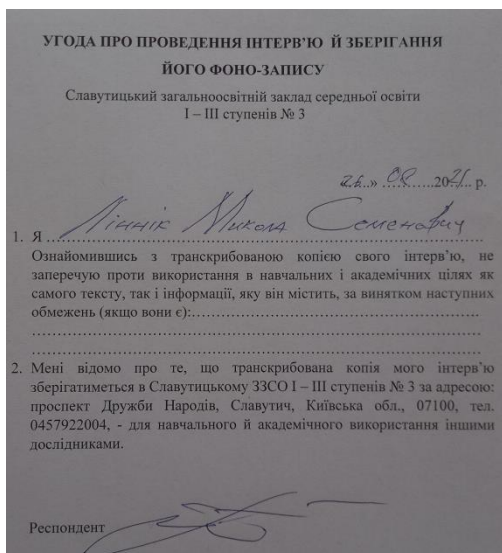 УГОДА ПРО ПРОВЕДЕННЯ ІНТЕРВ'Ю Й ЗБЕРІГАННЯ
ЙОГО ФОНО-ЗАПИСУ
Славутицький загальноосвітній заклад середньої освіти
І – ІІІ ступенів № 3
26 » 08 2021 р.
1. Я Ліннік Микола Семенович
Ознайомившись з транскрибованою копією свого інтерв'ю, не
заперечую проти використання в навчальних і академічних цілях як
самого тексту, так і інформації, яку він містить, за винятком наступних
обмежень (якщо вони є):
2. Мені відомо про те, що транскрибована копія мого інтерв'ю
зберігатиметься в Славутицькому ЗЗСО І – ІІІ ступенів № 3 за адресою:
проспект Дружби Народів, Славутич, Київська обл., 07100, тел.
0457922004, - для навчального й академічного використання іншими
дослідниками.
Респондент